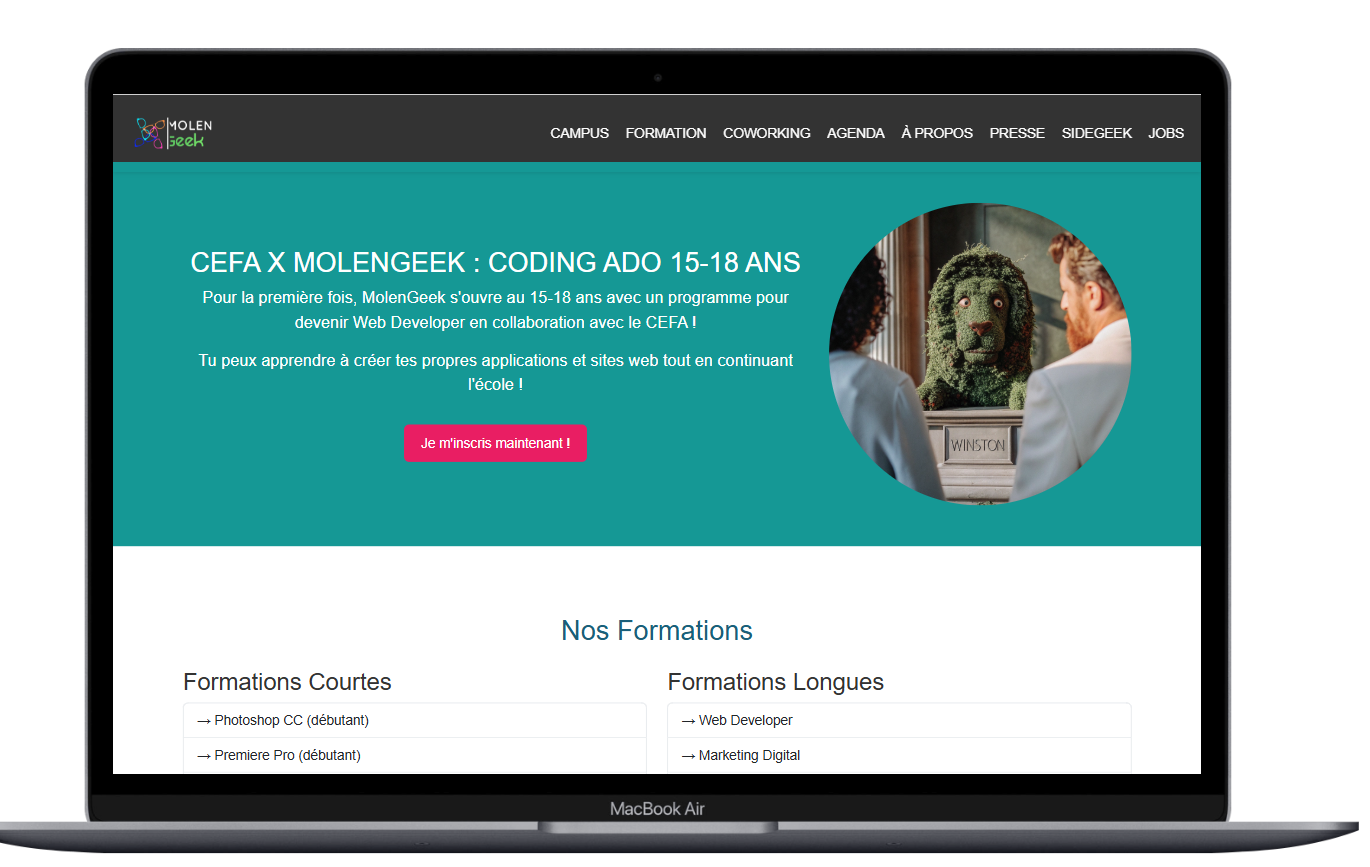 MOLEN
Geek
CAMPUS FORMATION COWORKING AGENDA À PROPOS PRESSE SIDEGEEK JOBS
CEFA X MOLENGEEK : CODING ADO 15-18 ANS
Pour la première fois, MolenGeek s'ouvre au 15-18 ans avec un programme pour
devenir Web Developer en collaboration avec le CEFA !
Tu peux apprendre à créer tes propres applications et sites web tout en continuant
l'école !
Je m'inscris maintenant !
WINSTON
Nos Formations
Formations Courtes
→ Photoshop CC (débutant)
→ Premiere Pro (débutant)
Formations Longues
→ Web Developer
→ Marketing Digital
MacBook Air